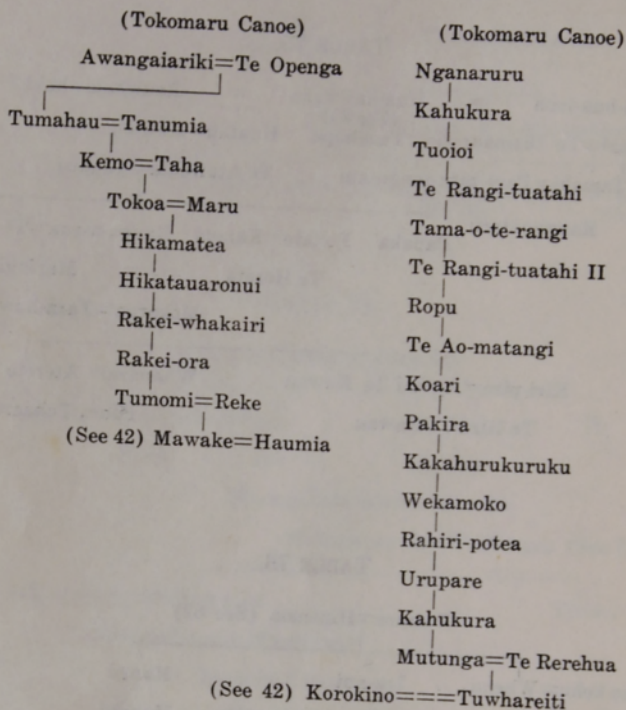 (Tokomaru Canoe)
Awangaiariki=Te Openga
Tumahau=Tanumia
Kemo=Taha
Tokoa=Maru
Hikamatea
Hikatauaronui
Rakei-whakairi
Rakei-ora
Tumomi=Reke
(See 42) Mawake=Haumia
(Tokomaru Canoe)
Nganaruru
Kahukura
Tuoioi
Te Rangi-tuatahi
Tama-o-te-rangi
Te Rangi-tuatahi II
Ropu
Te Ao-matangi
Koari
Pakira
Kakahurukuruku
Wekamoko
Rahiri-potea
Urupare
Kahukura
Mutunga=Te Rerehua
(See 42) Korokino===Tuwhareiti